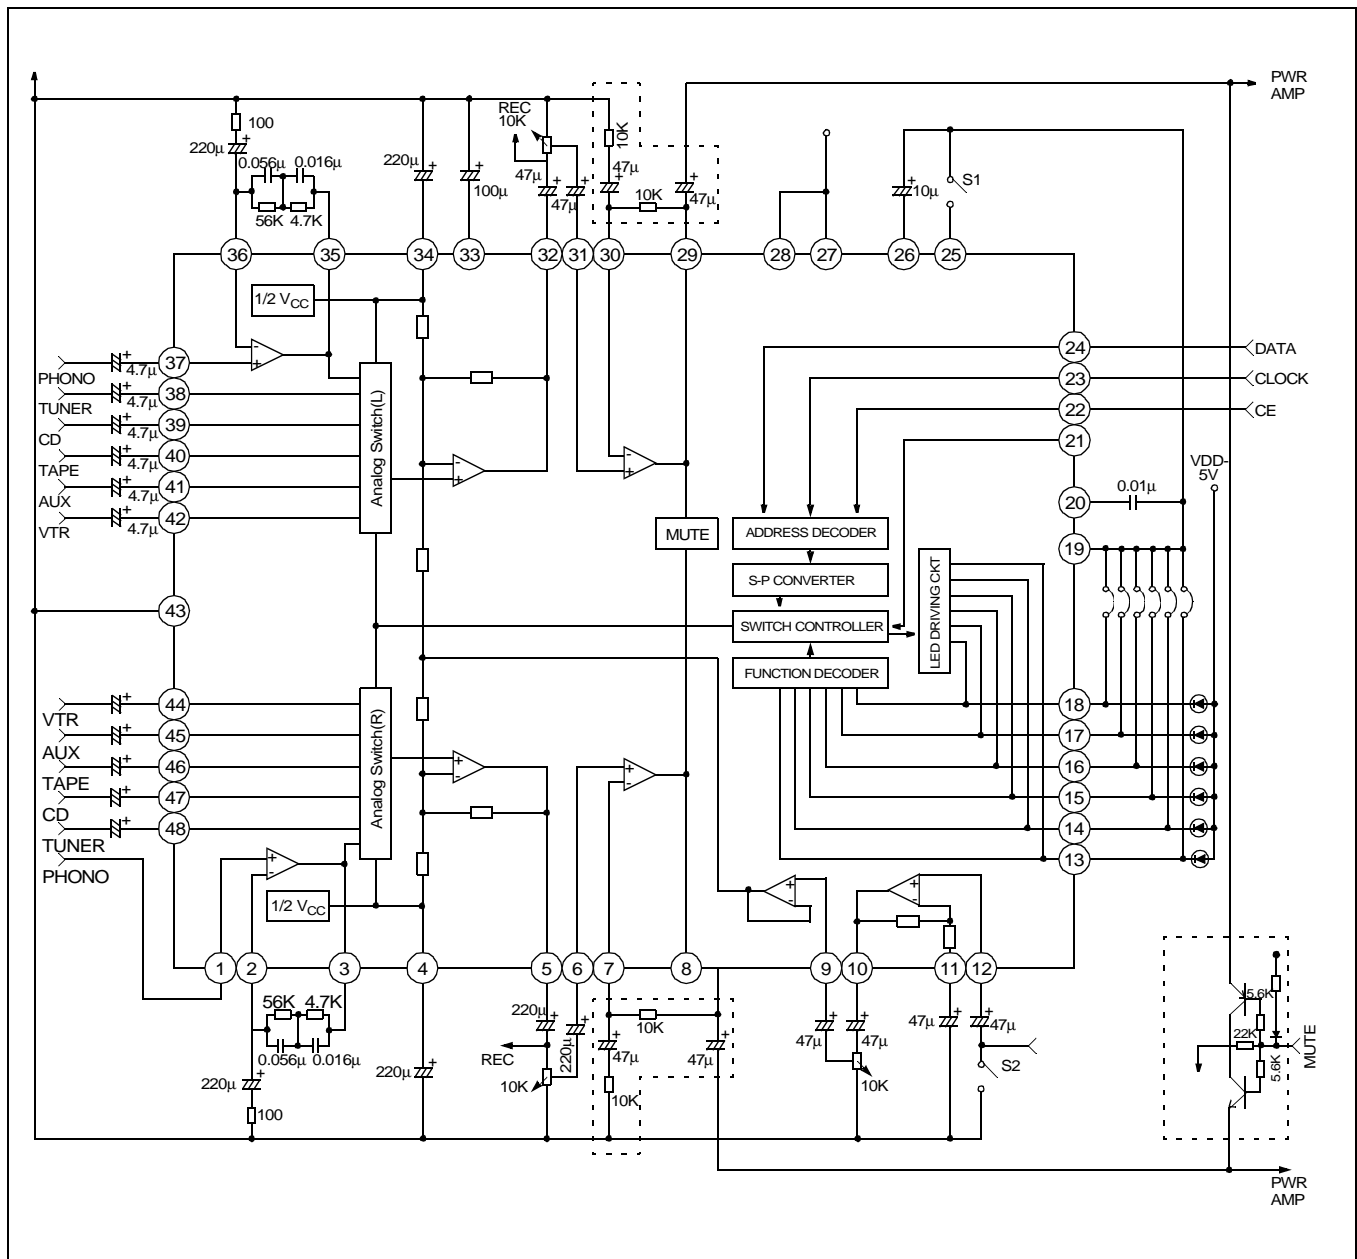 PWR
AMP
100
220µ
0.056µ 0.016µ
56K 4.7K
220µ
100µ
REC
10K
47µ
47µ
10K
47µ
10K
47µ
10µ
S1
36 35 34 33 32 31 30 29 28 27 26 25
1/2 VCC
- +
PHONO 4.7µ 37
TUNER 4.7µ 38
CD 4.7µ 39
TAPE 4.7µ 40
AUX 4.7µ 41
VTR 4.7µ 42
Analog Switch(L)
- +
- +
MUTE
24 DATA
23 CLOCK
22 CE
21
VDD-
5V
20 0.01µ
19
ADDRESS DECODER
S-P CONVERTER
SWITCH CONTROLLER
FUNCTION DECODER
LED DRIVING CKT
43
VTR 44
AUX 45
TAPE 46
CD 47
TUNER 48
PHONO
Analog Switch(R)
+ -
+ -
+ -
1/2 VCC
18
17
16
15
14
13
+ -
+ -
1 2 3 4 5 6 7 8 9 10 11 12
56K 4.7K
0.056µ 0.016µ
220µ
100
220µ
220µ
REC
10K
220µ
10K
47µ
10K
47µ
47µ
47µ
10K
47µ
47µ
S2
5.6K
22K
5.6K
MUTE
PWR
AMP